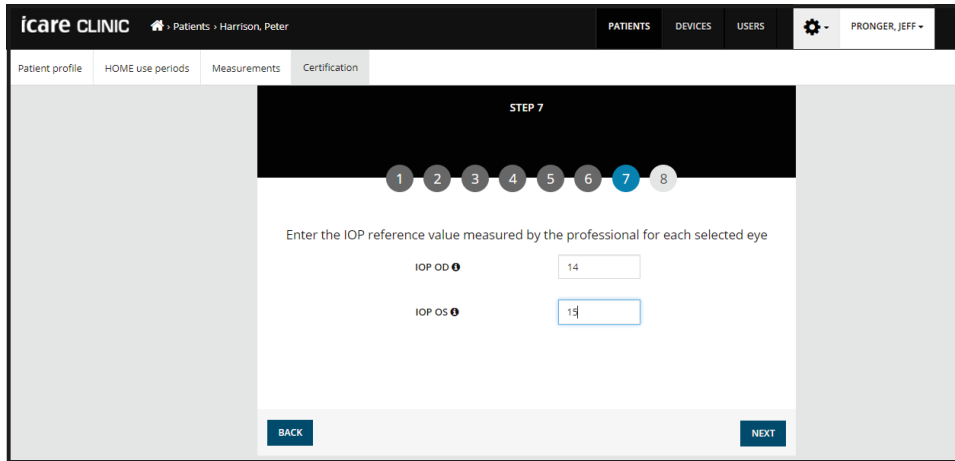 icare CLINIC › Patients › Harrison, Peter PATIENTS DEVICES USERS PRONGER, JEFF
Patient profile HOME use periods Measurements Certification
STEP 7
1 2 3 4 5 6 7 8
Enter the IOP reference value measured by the professional for each selected eye
IOP OD 14
IOP OS 15
BACK NEXT